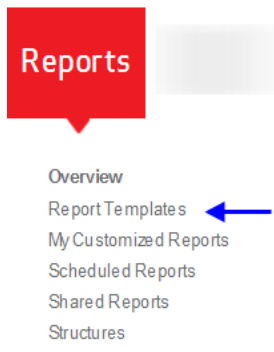 Reports
Overview
Report Templates
My Customized Reports
Scheduled Reports
Shared Reports
Structures